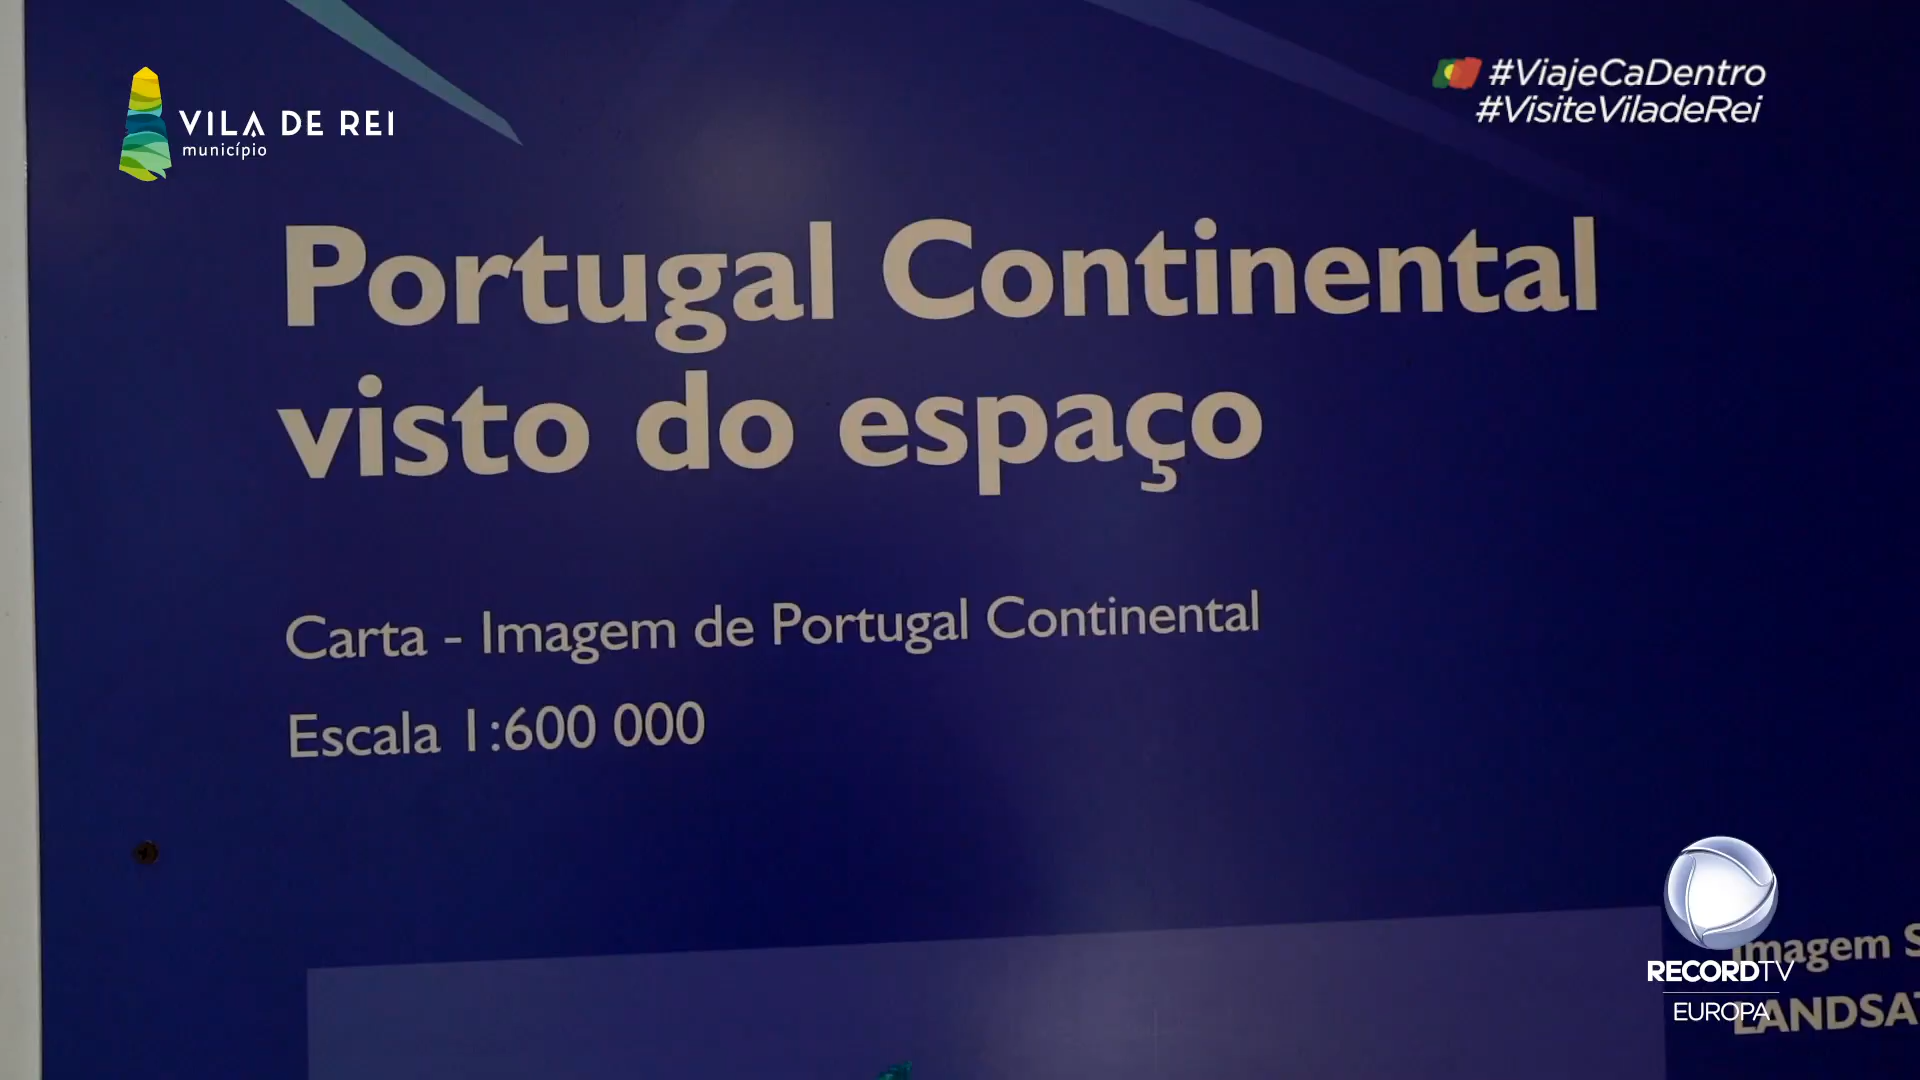 VILA DE REI
município
#ViajeCaDentro
#VisiteViladeRei
Portugal Continental
visto do espaço
Carta - Imagem de Portugal Continental
Escala 1:600 000
Imagem
RECORDTV
EUROPA